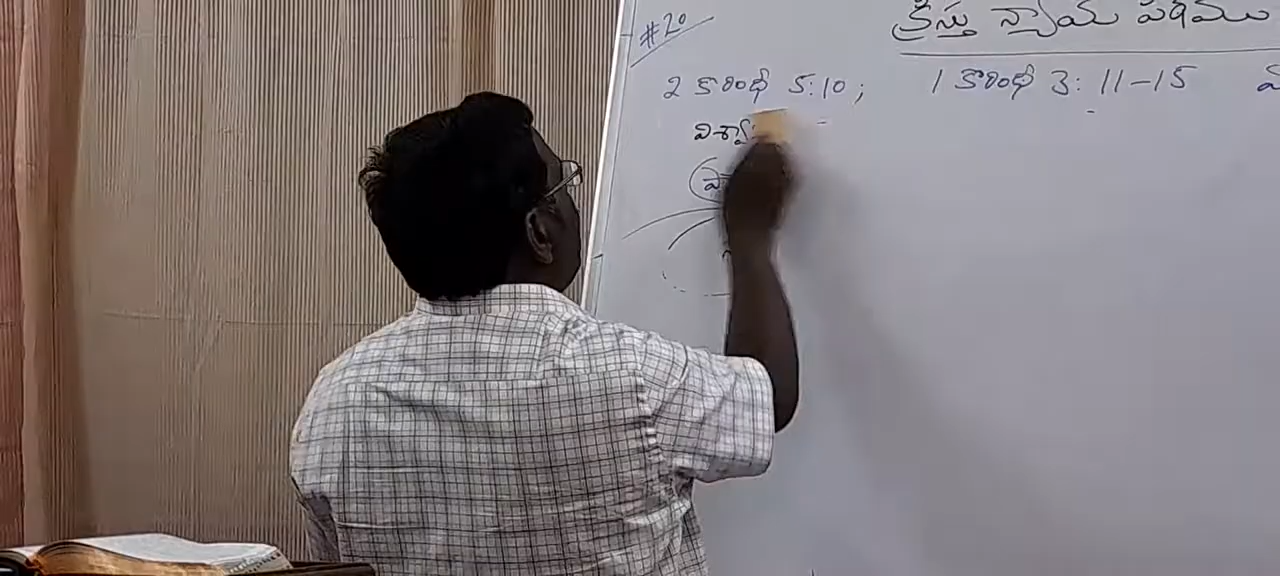 #20
క్రీస్తు న్యాయ పీఠము
2 కొరింథీ 5:10; 1 కొరింథీ 3: 11-15